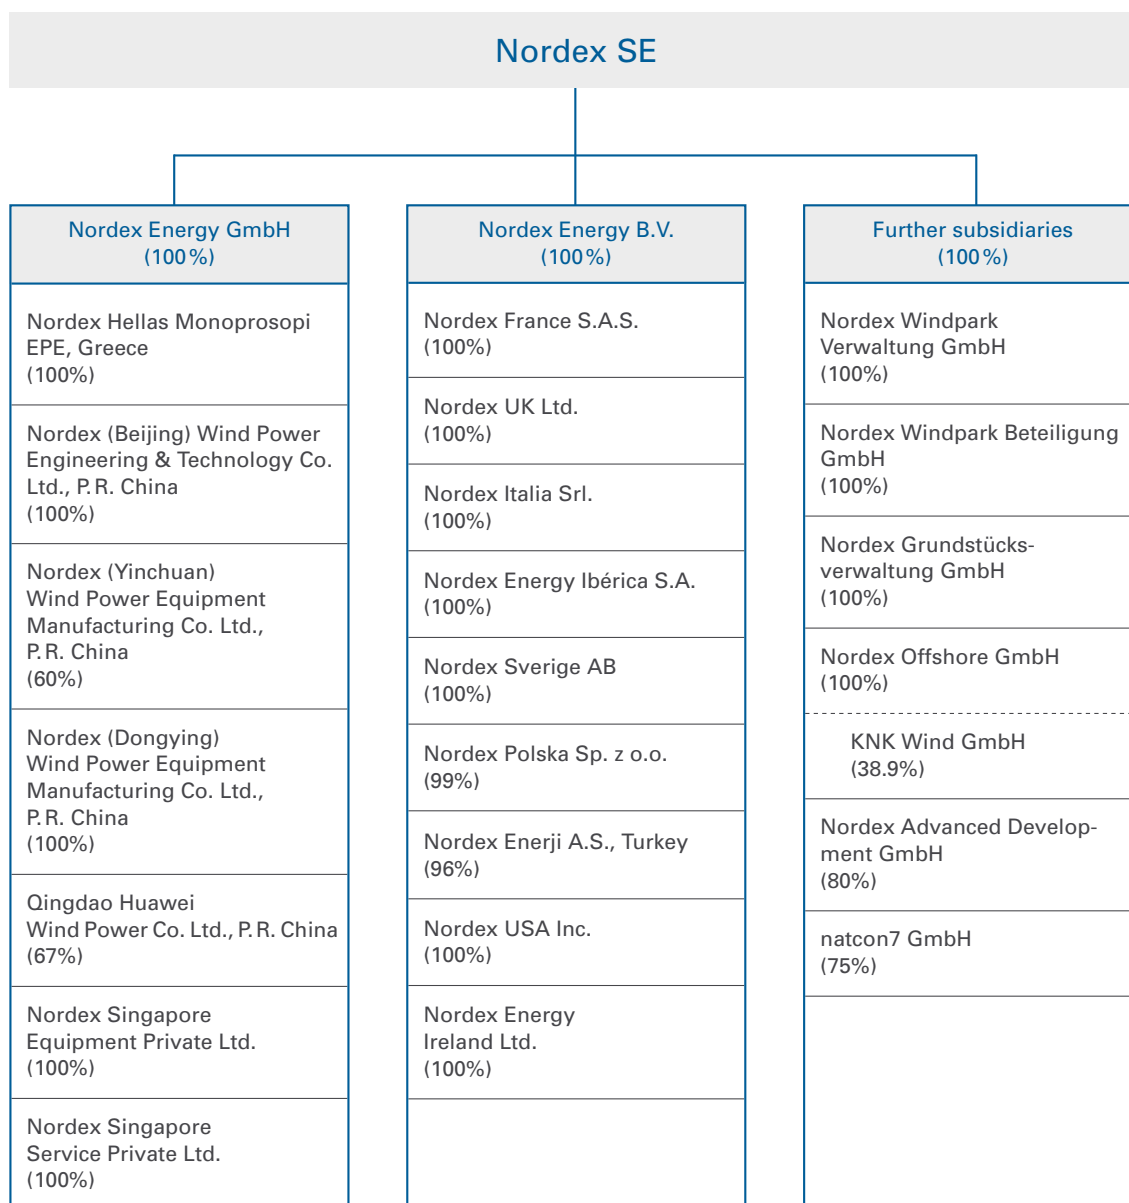 Nordex SE
Nordex Energy GmbH
(100%)
Nordex Hellas Monoprosopi
EPE, Greece
(100%)
Nordex (Beijing) Wind Power
Engineering & Technology Co.
Ltd., P.R. China
(100%)
Nordex (Yinchuan)
Wind Power Equipment
Manufacturing Co. Ltd.,
P.R. China
(60%)
Nordex (Dongying)
Wind Power Equipment
Manufacturing Co. Ltd.,
P.R. China
(100%)
Qingdao Huawei
Wind Power Co. Ltd., P.R. China
(67%)
Nordex Singapore
Equipment Private Ltd.
(100%)
Nordex Singapore
Service Private Ltd.
(100%)
Nordex Energy B.V.
(100%)
Nordex France S.A.S.
(100%)
Nordex UK Ltd.
(100%)
Nordex Italia Srl.
(100%)
Nordex Energy Ibérica S.A.
(100%)
Nordex Sverige AB
(100%)
Nordex Polska Sp. z o.o.
(99%)
Nordex Enerji A.S., Turkey
(96%)
Nordex USA Inc.
(100%)
Nordex Energy
Ireland Ltd.
(100%)
Further subsidiaries
(100%)
Nordex Windpark
Verwaltung GmbH
(100%)
Nordex Windpark Beteiligung
GmbH
(100%)
Nordex Grundstücks-
verwaltung GmbH
(100%)
Nordex Offshore GmbH
(100%)
KNK Wind GmbH
(38.9%)
Nordex Advanced Develop-
ment GmbH
(80%)
natcon7 GmbH
(75%)